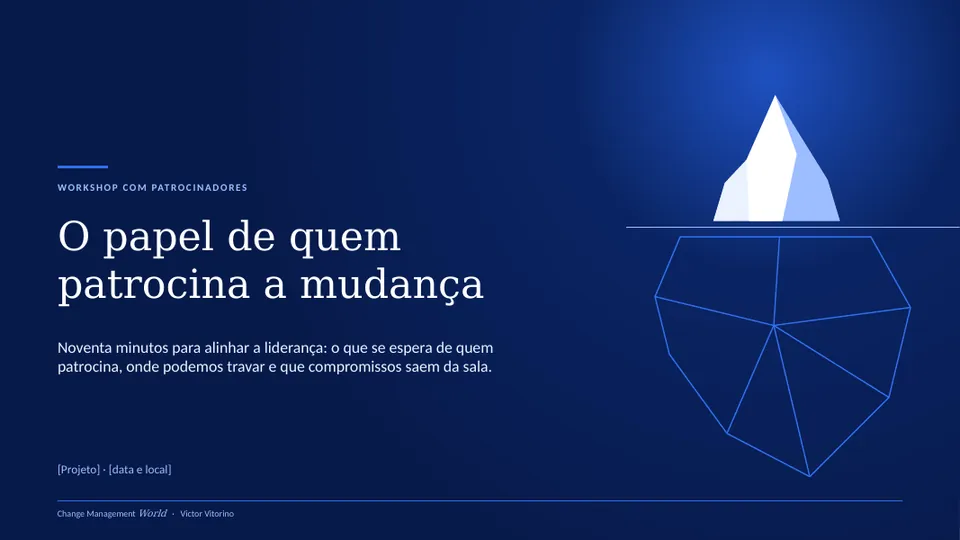 WORKSHOP COM PATROCINADORES
O papel de quem
patrocina a mudança
Noventa minutos para alinhar a liderança: o que se espera de quem
patrocina, onde podemos travar e que compromissos saem da sala.
[Projeto] · [data e local]
Change Management World · Victor Vitorino